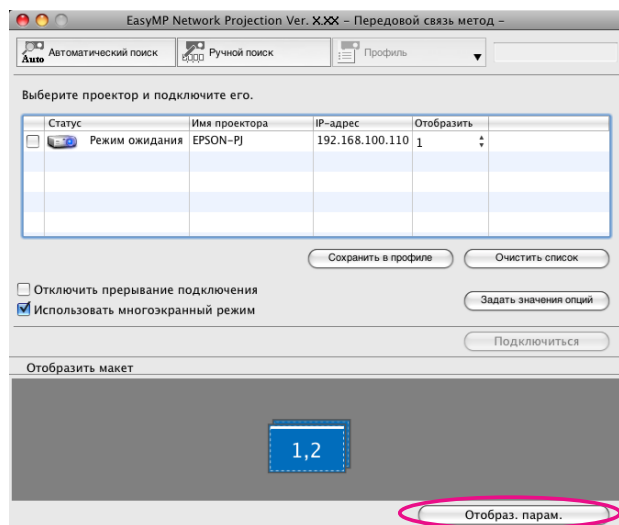 EasyMP Network Projection Ver. X.XX – Передовой связь метод –
Auto Автоматический поиск Ручной поиск Профиль
Выберите проектор и подключите его.
Статус Имя проектора IP-адрес Отобразить
Режим ожидания EPSON-PJ 192.168.100.110 1
Сохранить в профиле Очистить список
Отключить прерывание подключения
Использовать многоэкранный режим
Задать значения опций
Подключиться
Отобразить макет
1,2
Отобраз. парам.